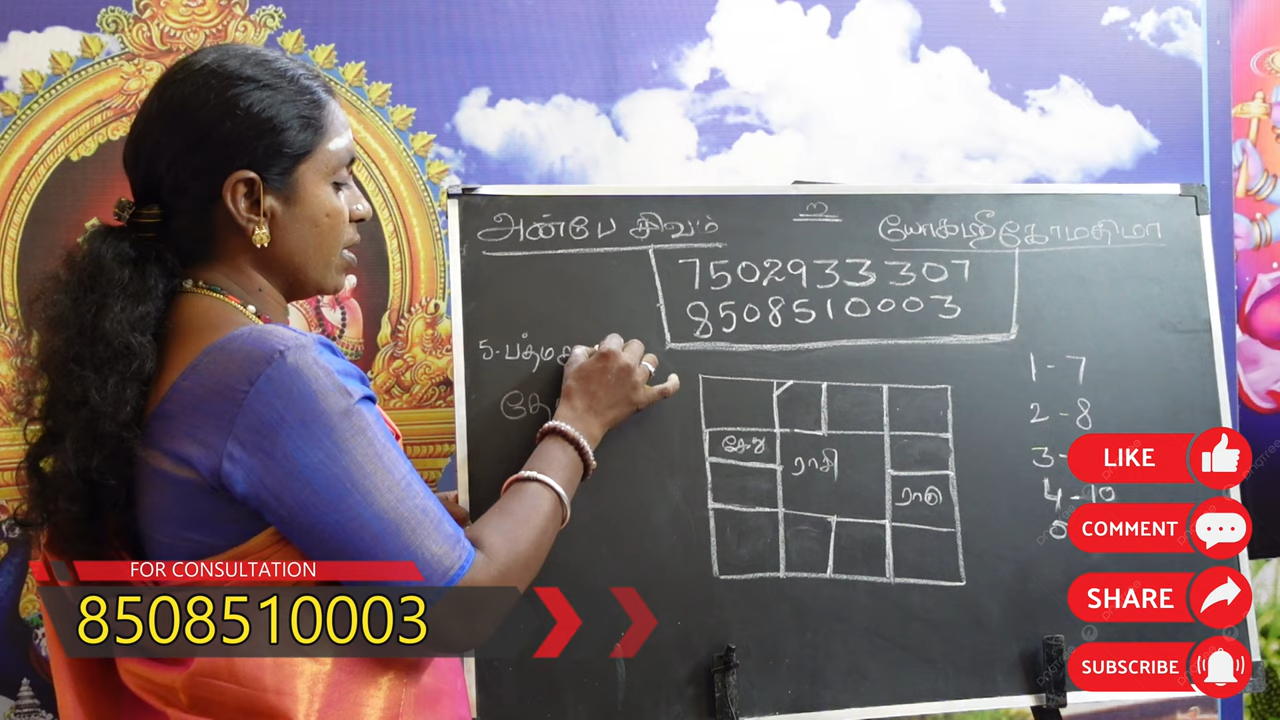 உ
அன்பே சிவம்
யோகஸ்ரீகோமதிமா
7502933307
8508510003
5-பத்ம
1-7
2-8
3-
4-10
கேது
ராசி
ராகு
FOR CONSULTATION
8508510003
LIKE
COMMENT
SHARE
SUBSCRIBE